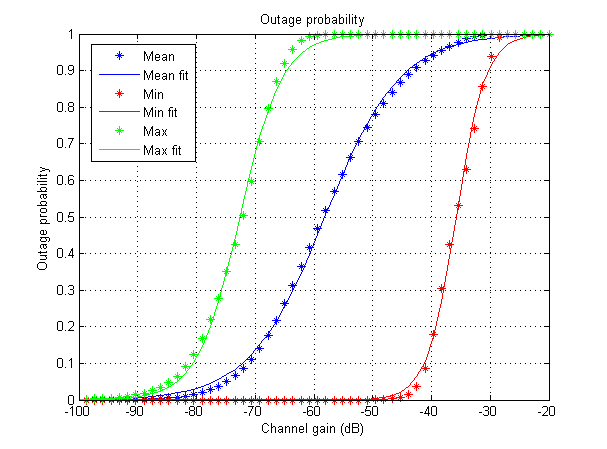 Outage probability
Mean
Mean fit
Min
Min fit
Max
Max fit
Outage probability
1
0.9
0.8
0.7
0.6
0.5
0.4
0.3
0.2
0.1
0
-100 -90 -80 -70 -60 -50 -40 -30 -20
Channel gain (dB)